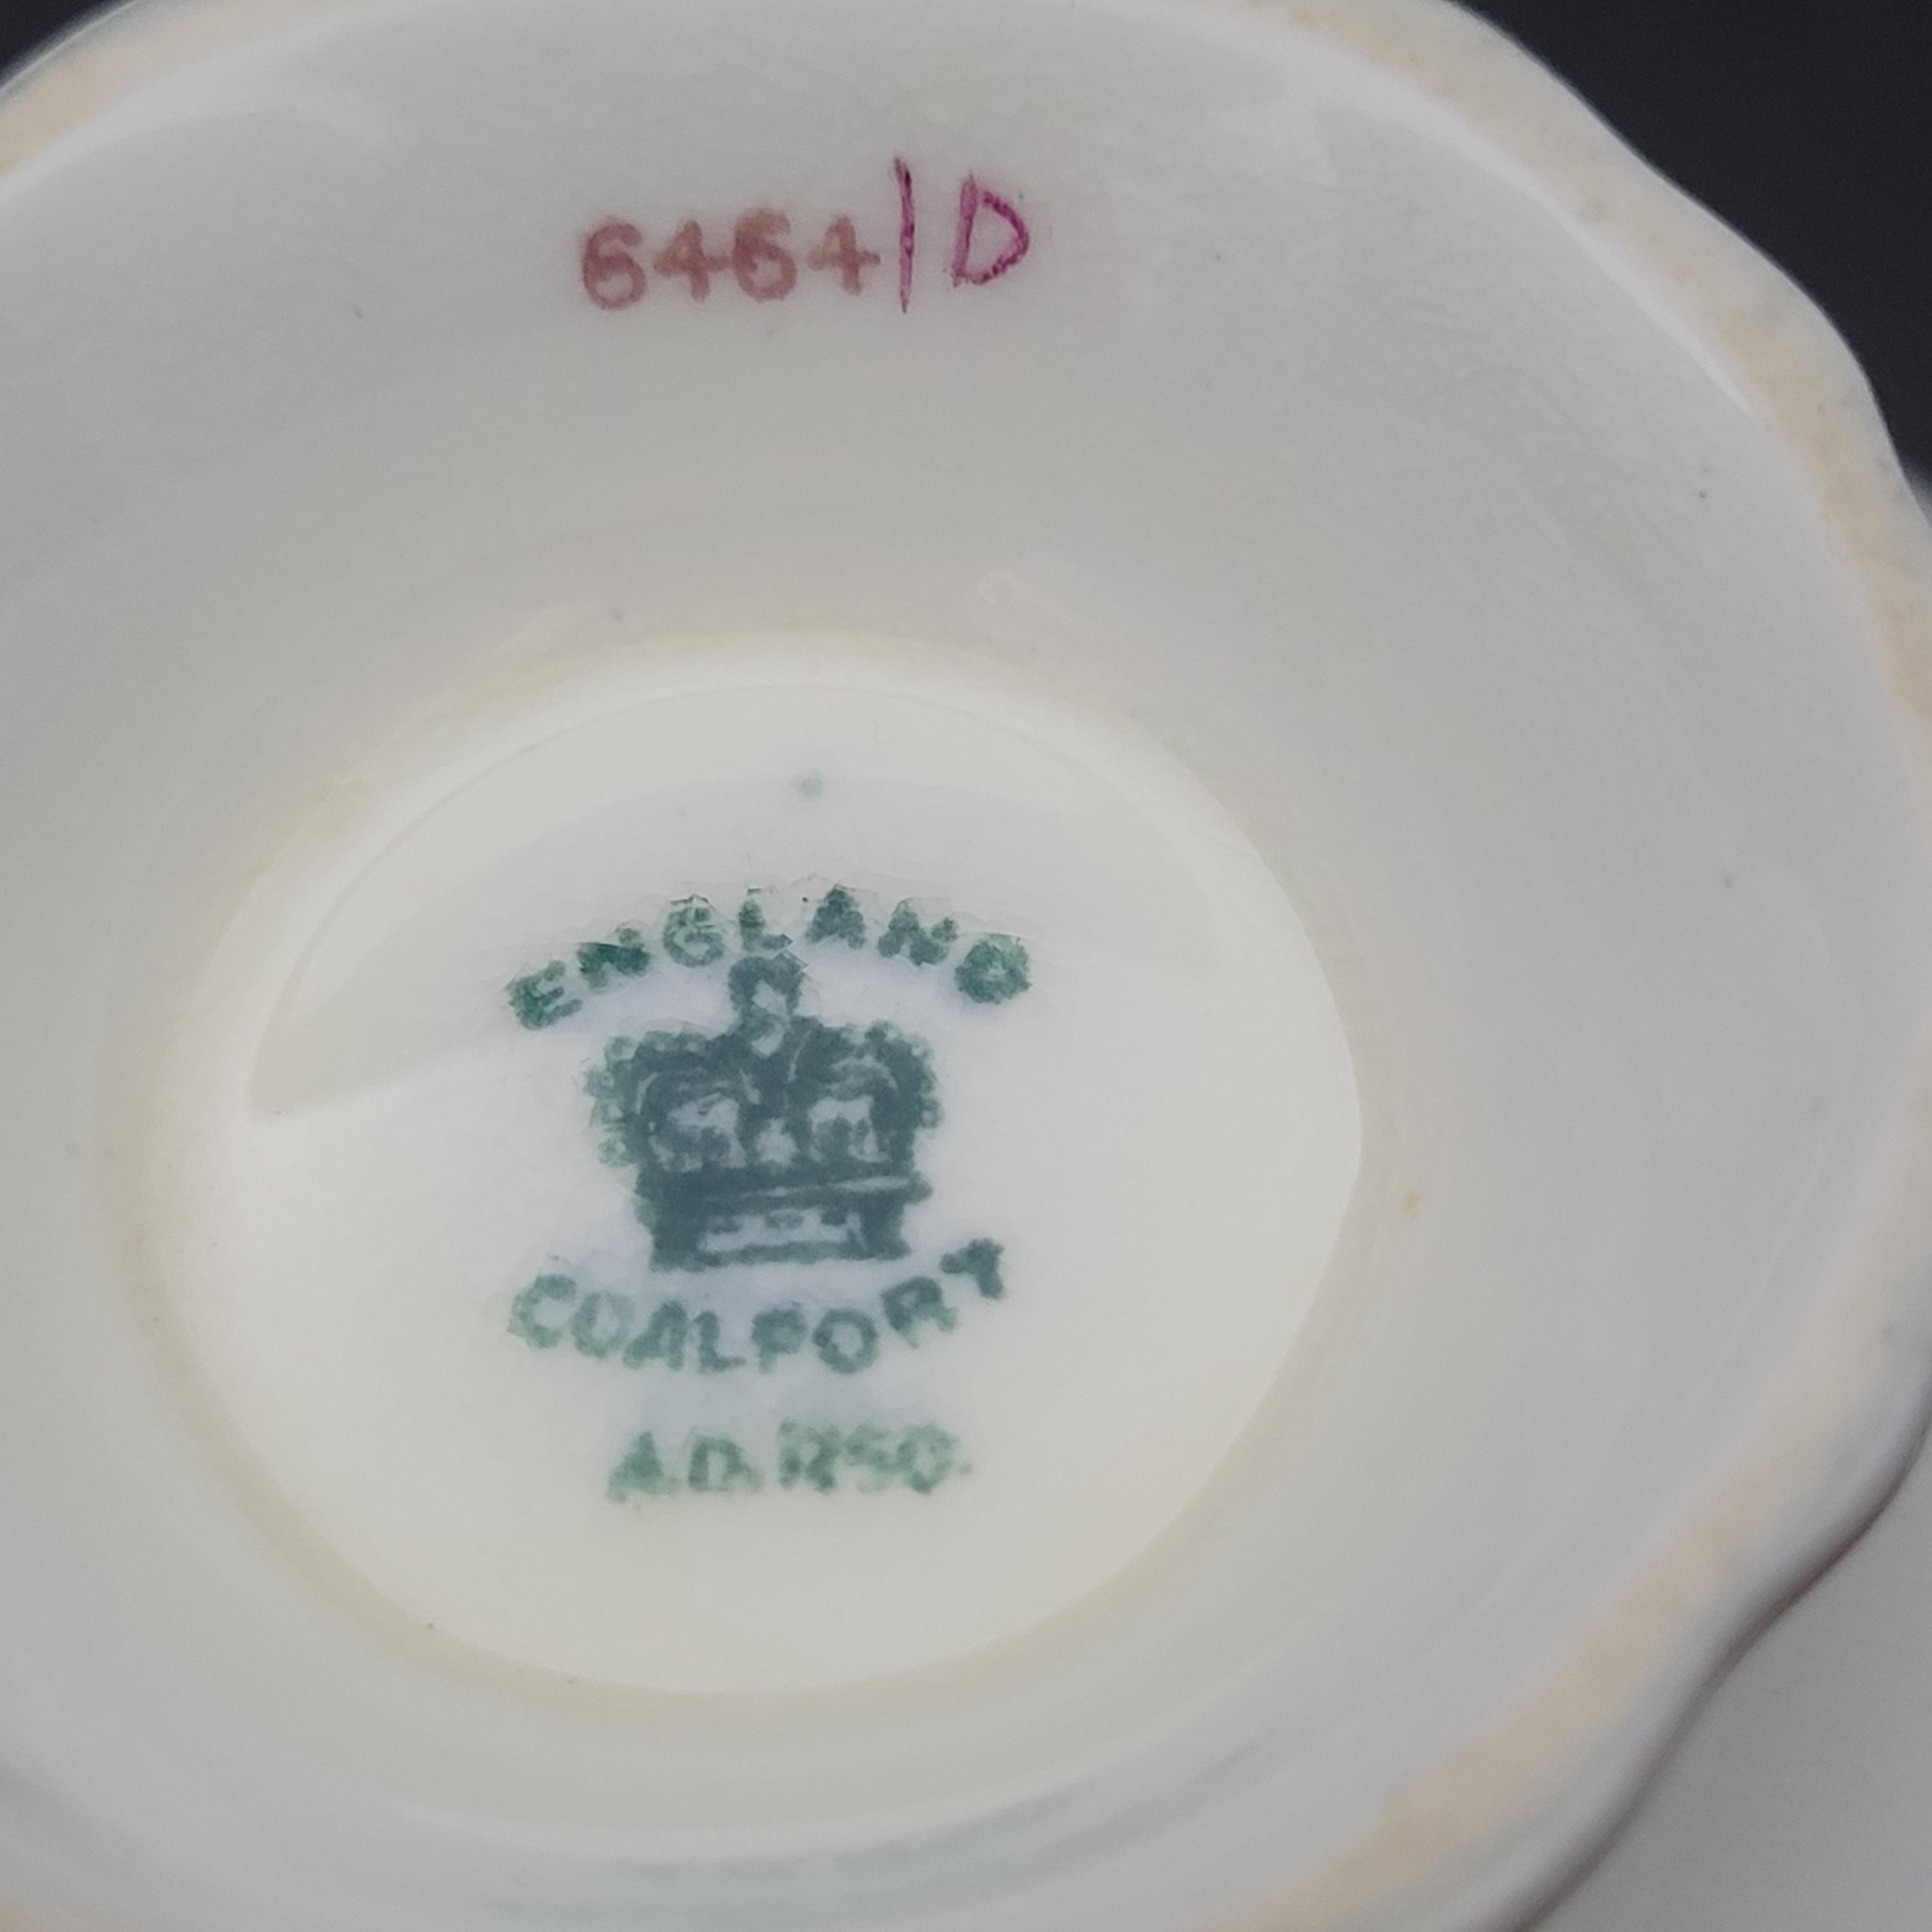 6464/D
ENGLAND
COALPORT
A.D. 1750.